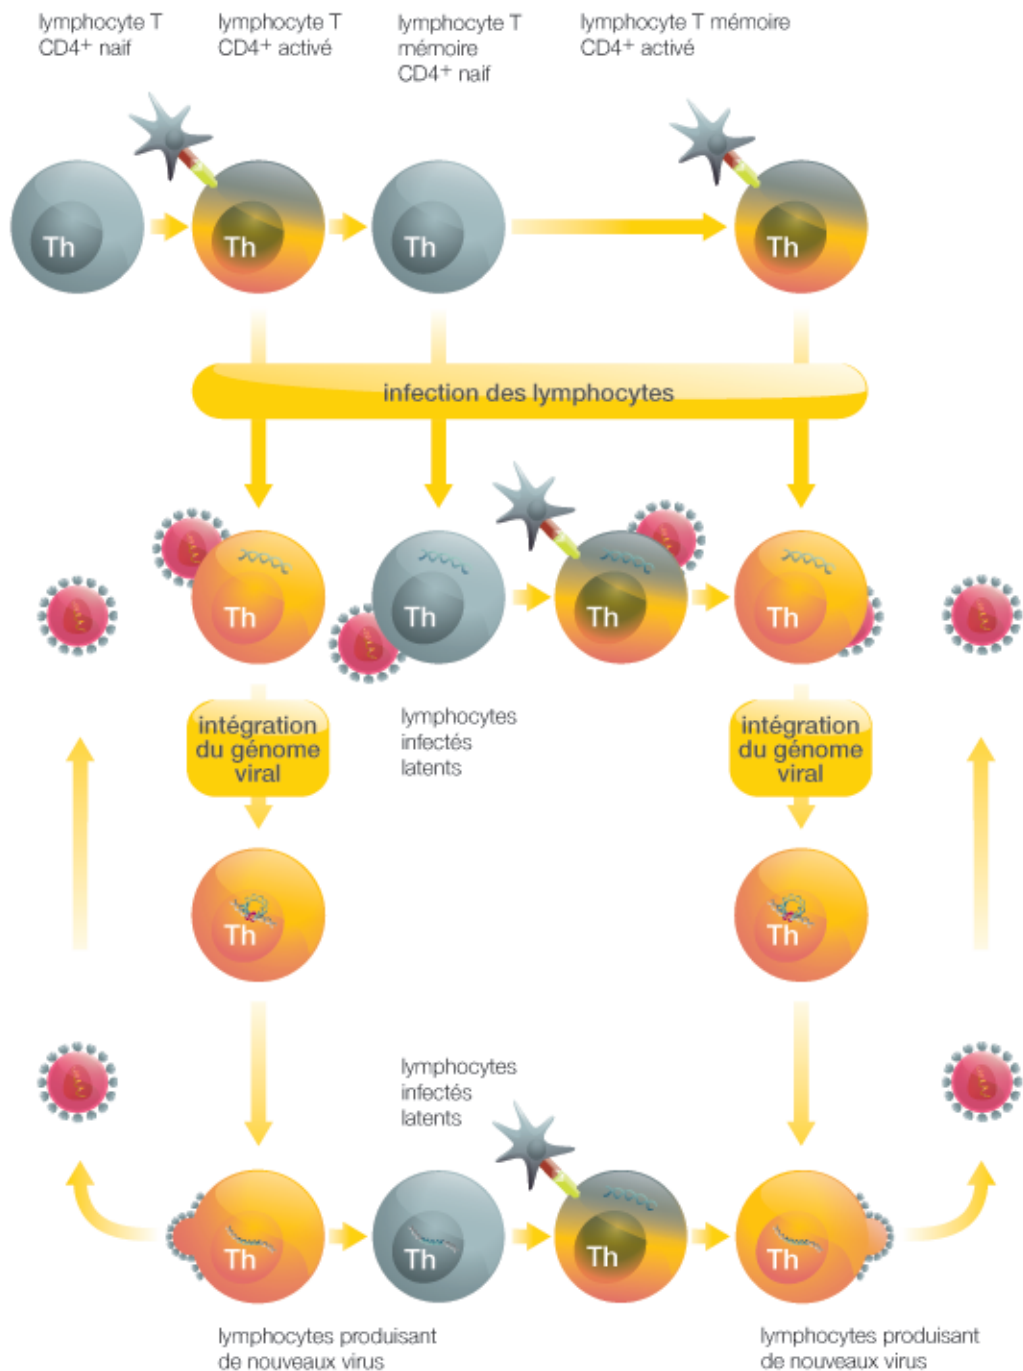 lymphocyte T
CD4+ naif
lymphocyte T
CD4+ activé
lymphocyte T
mémoire
CD4+ naif
lymphocyte T mémoire
CD4+ activé
Th
Th
Th
Th
infection des lymphocytes
Th
Th
Th
Th
intégration
du génome
viral
lymphocytes
infectés
latents
intégration
du génome
viral
Th
Th
lymphocytes
infectés
latents
Th
Th
Th
Th
lymphocytes produisant
de nouveaux virus
lymphocytes produisant
de nouveaux virus